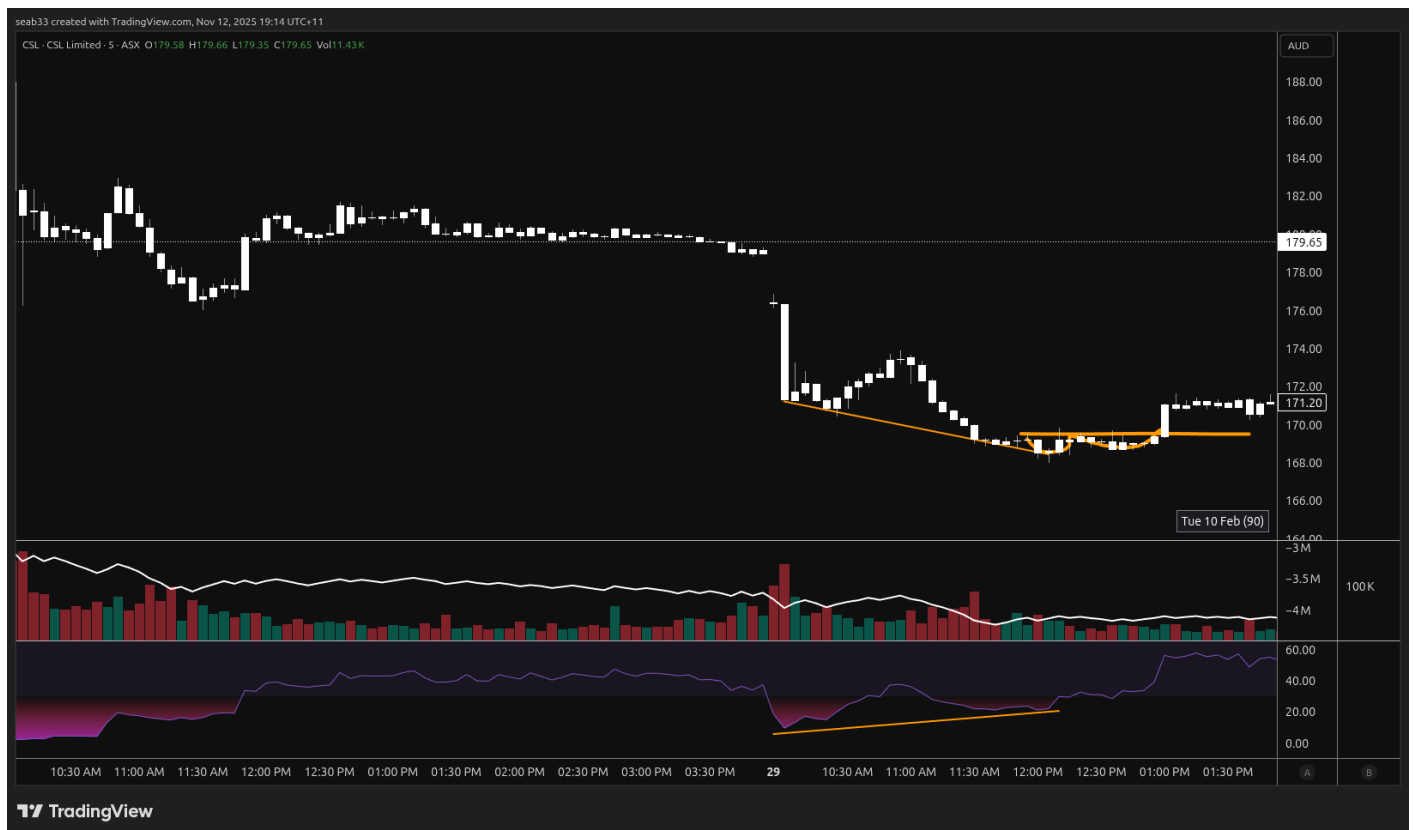 seab33 created with TradingView.com, Nov 12, 2025 19:14 UTC+11
CSL · CSL Limited · 5 · ASX O179.58 H179.66 L179.35 C179.65 Vol11.43 K
AUD
188.00
186.00
184.00
182.00
180.00
179.65
178.00
176.00
174.00
172.00
171.20
170.00
168.00
166.00
Tue 10 Feb (90)
164.00
−3 M
−3.5 M
100 K
−4 M
60.00
40.00
20.00
0.00
10:30 AM 11:00 AM 11:30 AM 12:00 PM 12:30 PM 01:00 PM 01:30 PM 02:00 PM 02:30 PM 03:00 PM 03:30 PM 29 10:30 AM 11:00 AM 11:30 AM 12:00 PM 12:30 PM 01:00 PM 01:30 PM A B
TradingView